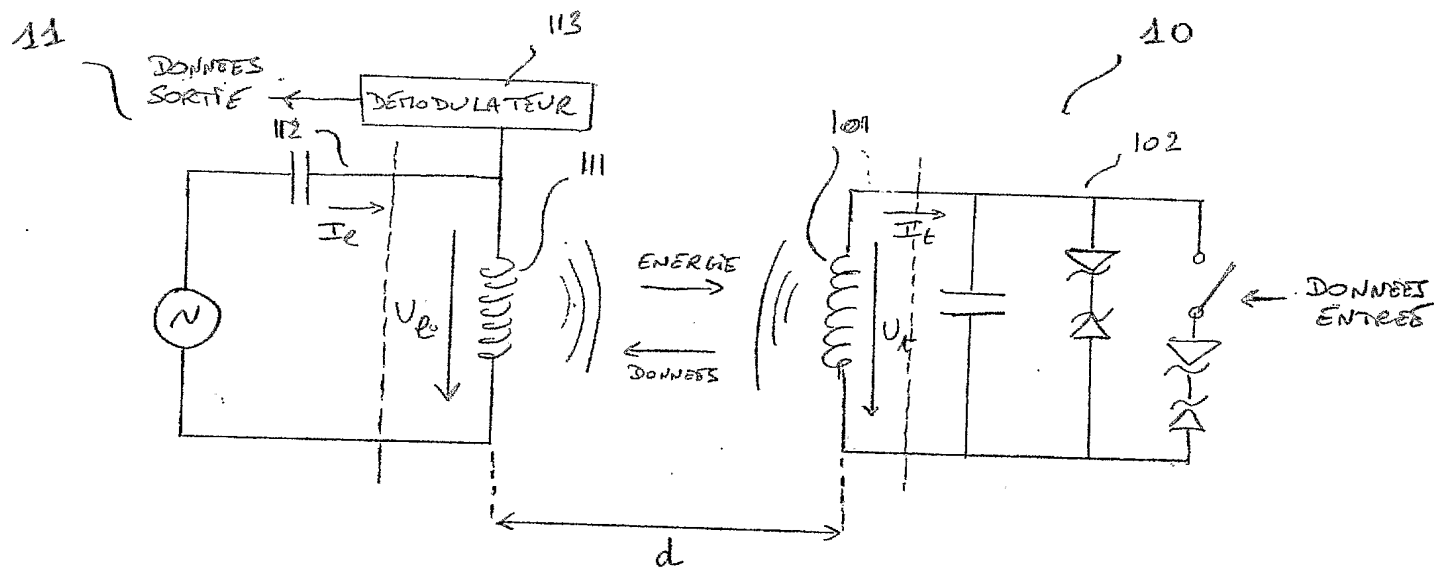 11
113
10
DONNEES
SORTIE
DEMODULATEUR
112
111
101
102
Ie
It
ENERGIE
Ue
Ut
DONNEES
DONNEES
ENTREE
d